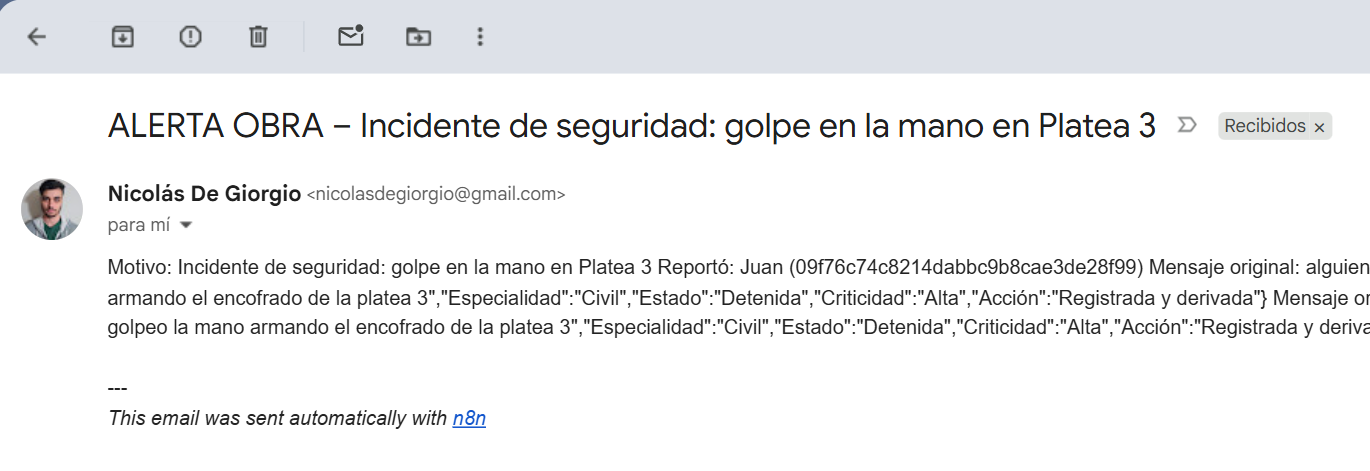 ALERTA OBRA – Incidente de seguridad: golpe en la mano en Platea 3 Recibidos ×
Nicolás De Giorgio <nicolasdegiorgio@gmail.com>
para mí
Motivo: Incidente de seguridad: golpe en la mano en Platea 3 Reportó: Juan (09f76c74c8214dabbc9b8cae3de28f99) Mensaje original: alguien
armando el encofrado de la platea 3","Especialidad":"Civil","Estado":"Detenida","Criticidad":"Alta","Acción":"Registrada y derivada"} Mensaje
golpeo la mano armando el encofrado de la platea 3","Especialidad":"Civil","Estado":"Detenida","Criticidad":"Alta","Acción":"Registrada y
---
This email was sent automatically with n8n